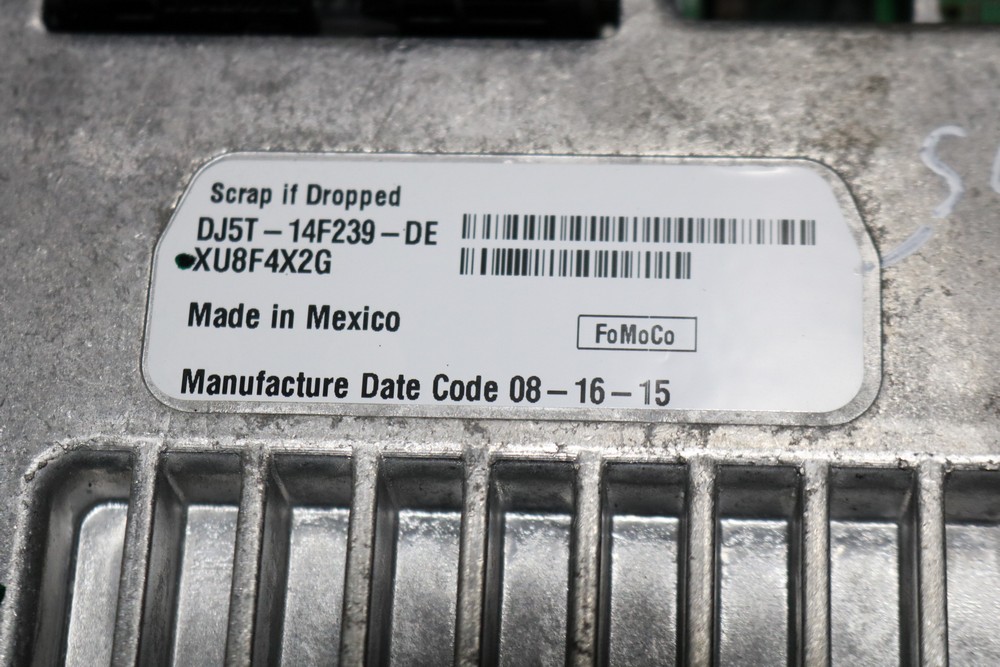 Scrap if Dropped
DJ5T-14F239-DE
XU8F4X2G
Made in Mexico
FoMoCo
Manufacture Date Code 08-16-15